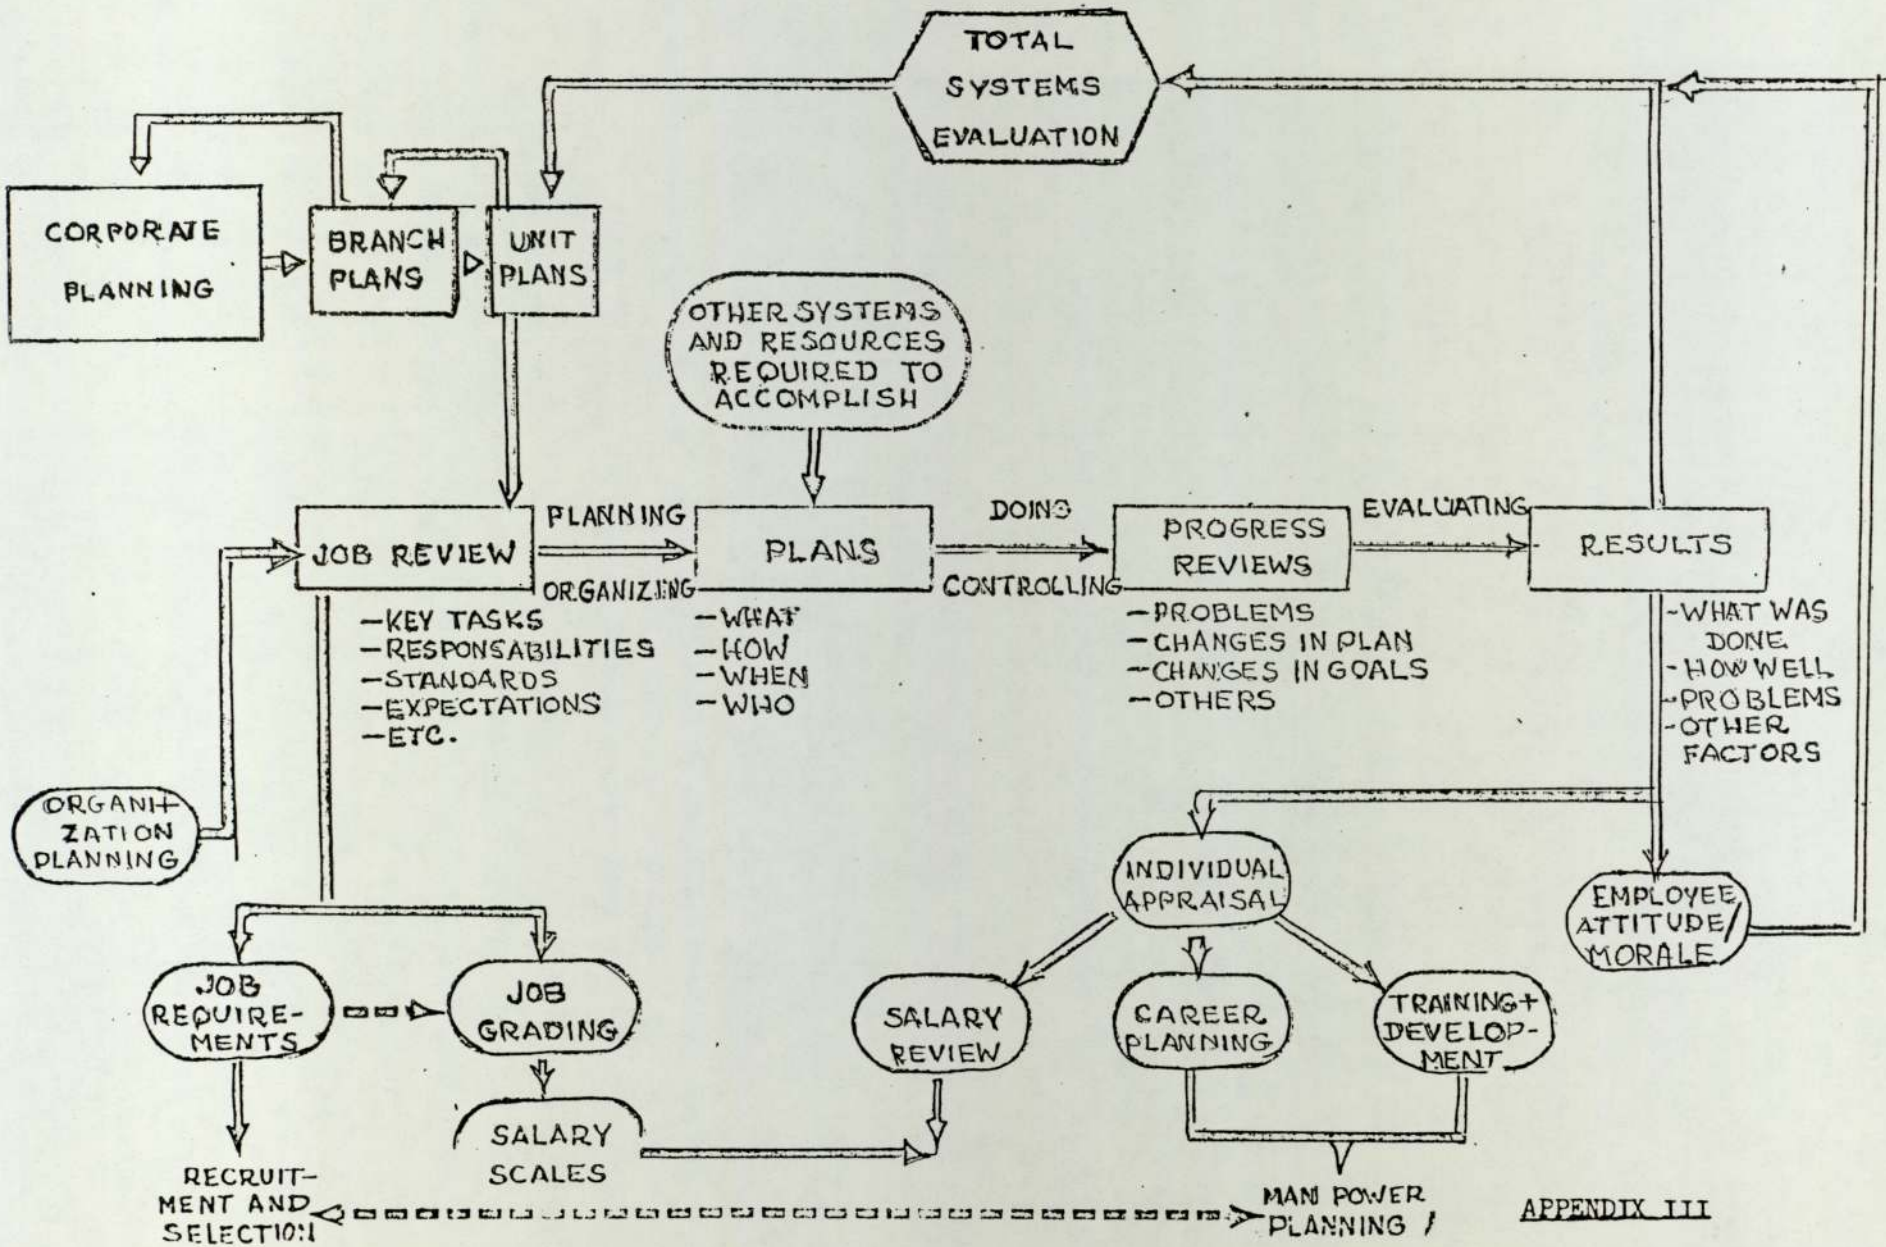 TOTAL
SYSTEMS
EVALUATION
CORPORATE
PLANNING
BRANCH
PLANS
UNIT
PLANS
OTHER SYSTEMS
AND RESOURCES
REQUIRED TO
ACCOMPLISH
JOB REVIEW
PLANNING
ORGANIZING
PLANS
DOING
CONTROLLING
PROGRESS
REVIEWS
EVALUATING
RESULTS
-KEY TASKS
-RESPONSABILITIES
-STANDARDS
-EXPECTATIONS
-ETC.
-WHAT
-HOW
-WHEN
-WHO
-PROBLEMS
-CHANGES IN PLAN
-CHANGES IN GOALS
-OTHERS
-WHAT WAS
DONE
-HOW WELL
-PROBLEMS
-OTHER
FACTORS
ORGANI-
ZATION
PLANNING
INDIVIDUAL
APPRAISAL
EMPLOYEE
ATTITUDE/
MORALE
JOB
REQUIRE-
MENTS
JOB
GRADING
SALARY
REVIEW
CAREER
PLANNING
TRAINING+
DEVELOP-
MENT
SALARY
SCALES
RECRUIT-
MENT AND
SELECTION
MAN POWER
PLANNING /
APPENDIX III